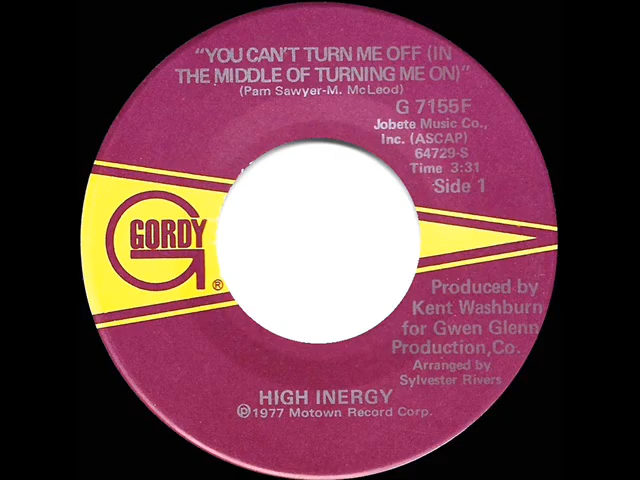 "YOU CAN'T TURN ME OFF (IN
THE MIDDLE OF TURNING ME ON)"
(Pam Sawyer-M. McLeod)
G 7155F
Jobete Music Co.,
Inc. (ASCAP)
64729-S
Time 3:31
Side 1
GORDY
®
Produced by
Kent Washburn
for Gwen Glenn
Production,Co.
Arranged by
Sylvester Rivers
HIGH INERGY
℗1977 Motown Record Corp.